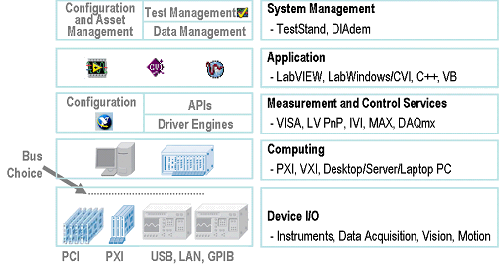 Configuration
and Asset
Management
Test Management
Data Management
System Management
- TestStand, DIAdem
Application
- LabVIEW, LabWindows/CVI, C++, VB
Configuration
APIs
Driver Engines
Measurement and Control Services
- VISA, LV PnP, IVI, MAX, DAQmx
Bus
Choice
Computing
- PXI, VXI, Desktop/Server/Laptop PC
PCI
PXI
USB, LAN, GPIB
Device I/O
- Instruments, Data Acquisition, Vision, Motion